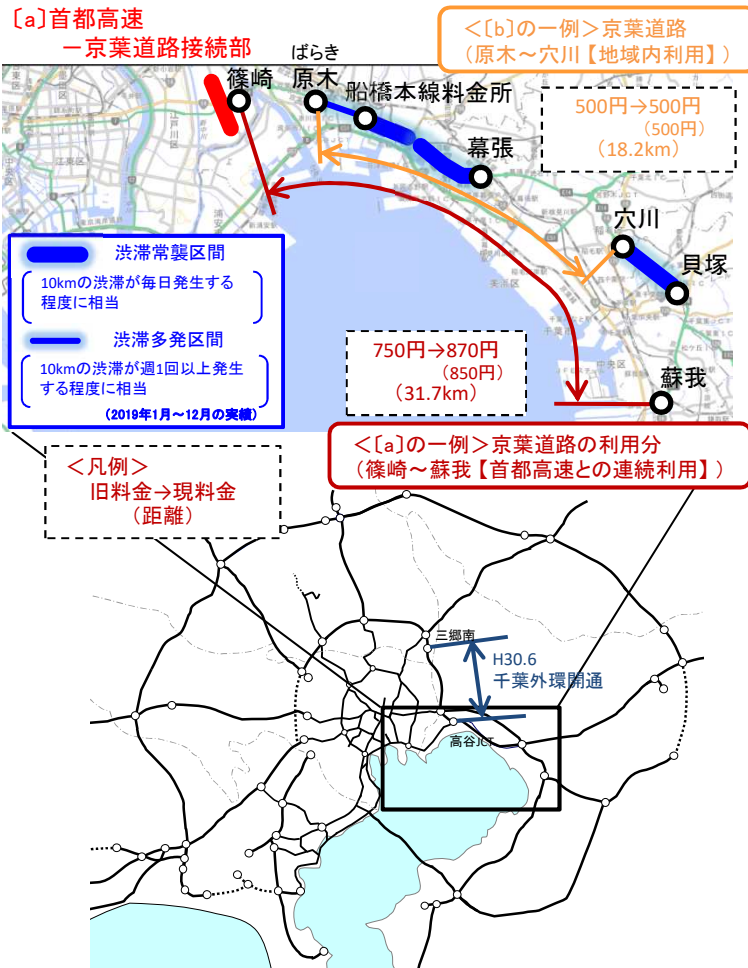 〔a〕首都高速
－京葉道路接続部
＜〔b〕の一例＞京葉道路
（原木～穴川【地域内利用】）
ばらき
篠崎
原木
船橋本線料金所
幕張
500円→500円
（500円）
（18.2km）
穴川
貝塚
渋滞常襲区間
10kmの渋滞が毎日発生する
程度に相当
渋滞多発区間
10kmの渋滞が週1回以上発生
する程度に相当
（2019年1月～12月の実績）
750円→870円
（850円）
（31.7km）
蘇我
＜〔a〕の一例＞京葉道路の利用分
（篠崎～蘇我【首都高速との連続利用】）
＜凡例＞
旧料金→現料金
（距離）
三郷南
H30.6
千葉外環開通
高谷JCT